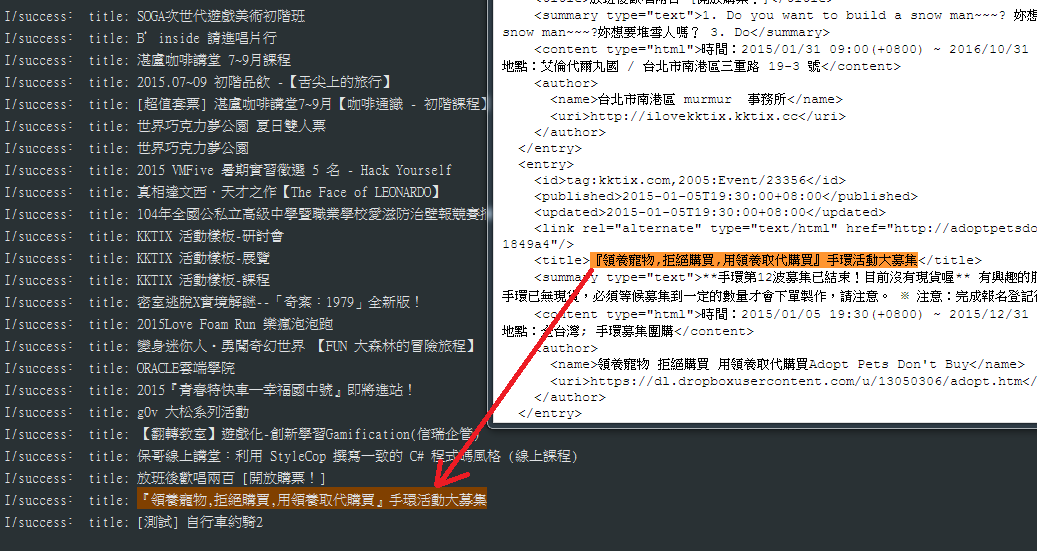 I/success:  title: SOGA次世代遊戲美術初階班
I/success:  title: B'inside 請進唱片行
I/success:  title: 湛盧咖啡講堂 7~9月課程
I/success:  title: 2015.07~09 初階品飲 -【舌尖上的旅行】
I/success:  title: [超值套票] 湛盧咖啡講堂7~9月【咖啡通識 - 初階課程】
I/success:  title: 世界巧克力夢公園 夏日雙人票
I/success:  title: 世界巧克力夢公園
I/success:  title: 2015 VMFive 暑期實習徵選 5 名 - Hack Yourself
I/success:  title: 真相達文西‧天才之作【The Face of LEONARDO】
I/success:  title: 104年全國公私立高級中學暨職業學校愛滋防治壁報競賽
I/success:  title: KKTIX 活動樣板-研討會
I/success:  title: KKTIX 活動樣板-展覽
I/success:  title: KKTIX 活動樣板-課程
I/success:  title: 密室逃脫X實境解謎--「奇案：1979」全新版！
I/success:  title: 2015Love Foam Run 樂瘋泡泡跑
I/success:  title: 變身迷你人‧勇闖奇幻世界 【FUN 大森林的冒險旅程】
I/success:  title: ORACLE雲端學院
I/success:  title: 2015『青春特快車—幸福國中號』即將進站！
I/success:  title: g0v 大松系列活動
I/success:  title: 【翻轉教室】遊戲化-創新學習Gamification(信瑞企管)
I/success:  title: 保哥線上講堂：利用 StyleCop 撰寫一致的 C# 程式碼風格 (線上課程)
I/success:  title: 放班後歡唱兩百 [開放購票！]
I/success:  title: 『領養寵物,拒絕購買,用領養取代購買』手環活動大募集
I/success:  title: [測試] 自行車約騎2
<summary type="text">1. Do you want to build a snow man~~~? 妳想
snow man~~~?妳想要堆雪人嗎？ 3. Do</summary>
<content type="html">時間：2015/01/31 09:00(+0800) ~ 2016/10/31
地點：艾倫代爾丸國 / 台北市南港區三重路 19-3 號</content>
<author>
<name>台北市南港區 murmur  事務所</name>
<uri>http://ilovekktix.kktix.cc</uri>
</author>
</entry>
<entry>
<id>tag:kktix.com,2005:Event/23356</id>
<published>2015-01-05T19:30:00+08:00</published>
<updated>2015-01-05T19:30:00+08:00</updated>
<link rel="alternate" type="text/html" href="http://adoptpetsdo
1849a4"/>
<title>『領養寵物,拒絕購買,用領養取代購買』手環活動大募集</title>
<summary type="text">**手環第12波募集已結束！目前沒有現貨喔** 有興趣的
手環已無現貨，必須等候募集到一定的數量才會下單製作，請注意。 ※ 注意：完成報名登記
<content type="html">時間：2015/01/05 19:30(+0800) ~ 2015/12/31
地點：全台灣; 手環募集團購</content>
<author>
<name>領養寵物 拒絕購買 用領養取代購買Adopt Pets Don't Buy</name>
<uri>https://dl.dropboxusercontent.com/u/13050306/adopt.htm</
</author>
</entry>